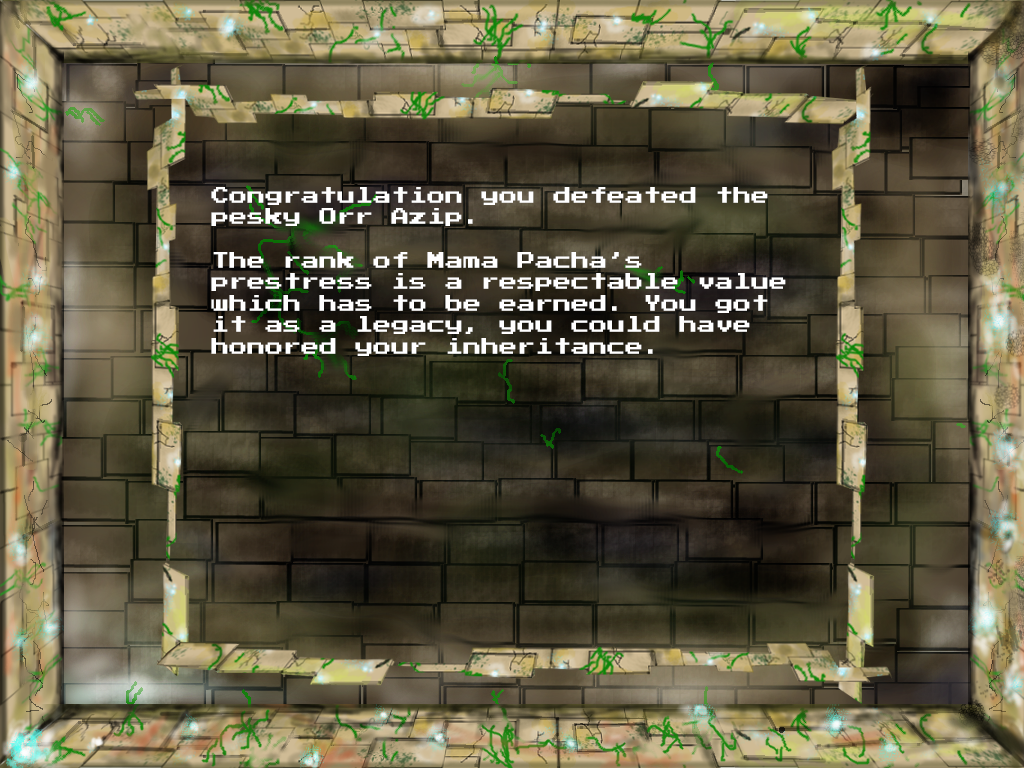 Congratulation you defeated the
pesky Orr Azip.
The rank of Mama Pacha's
prestress is a respectable value
which has to be earned. You got
it as a legacy, you could have
honored your inheritance.